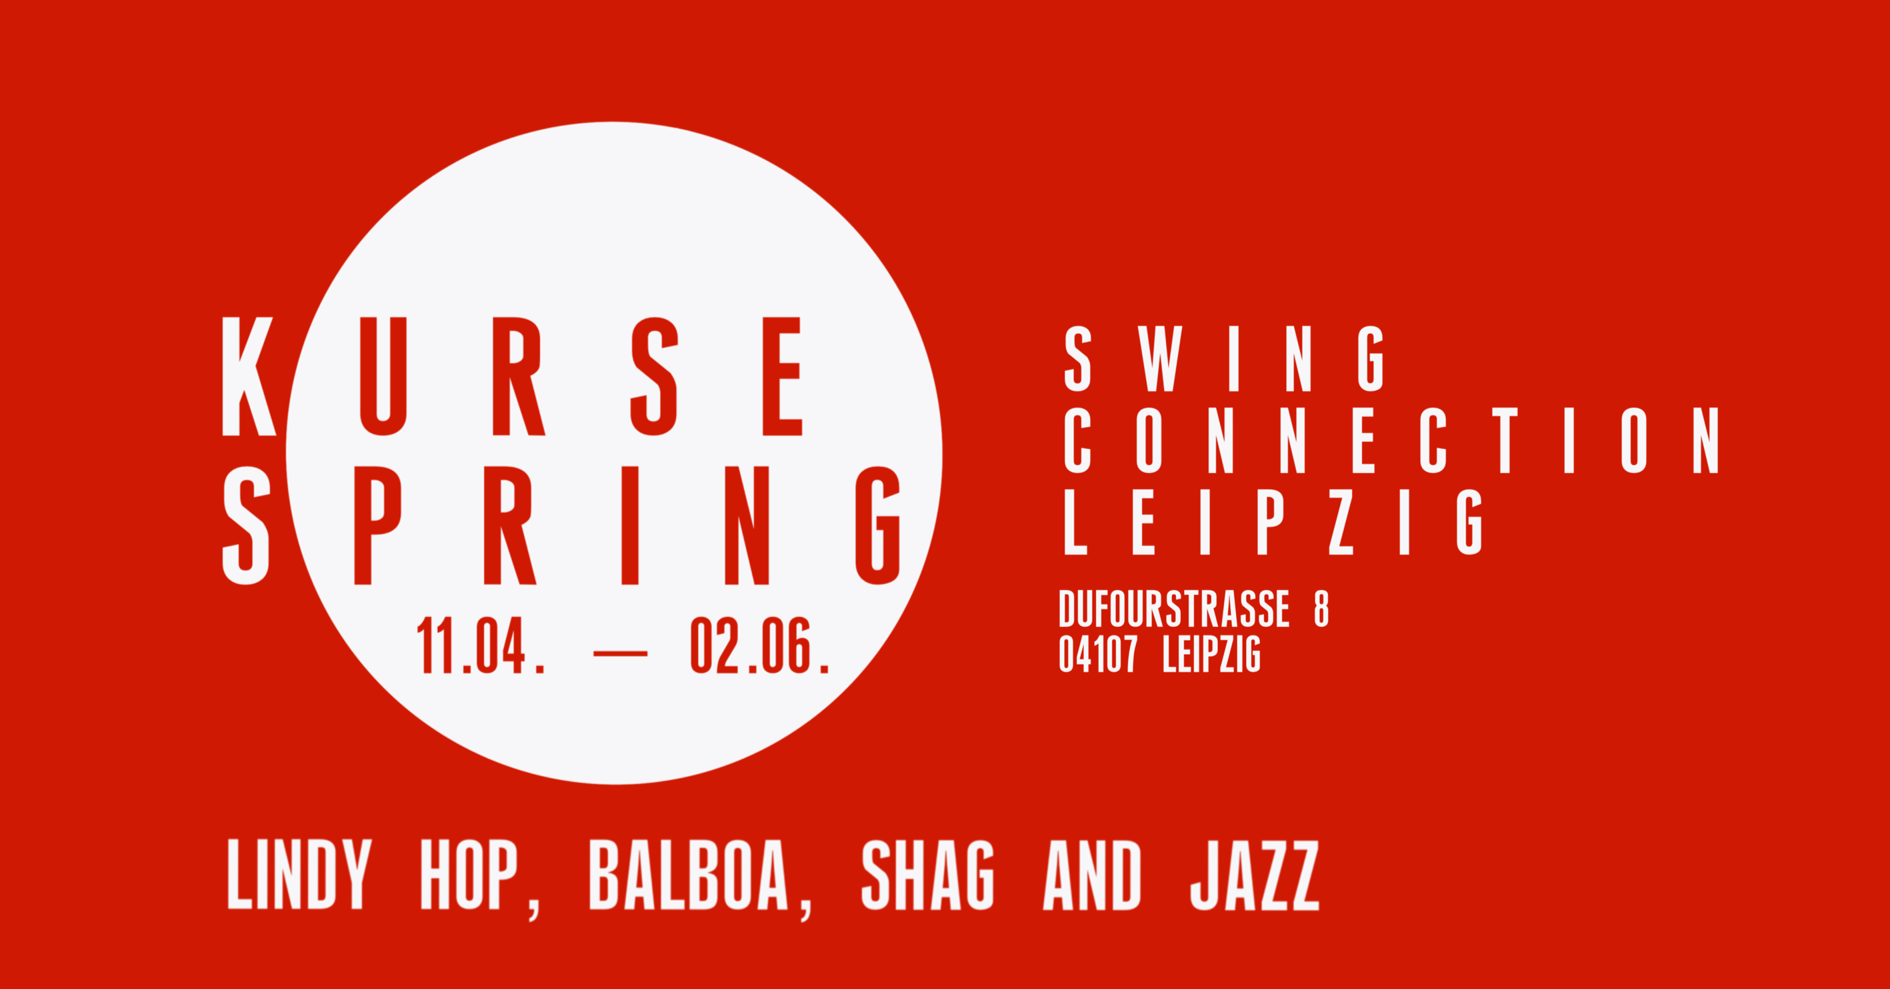 KURSE
SPRING
11.04. — 02.06.
SWING
CONNECTION
LEIPZIG
DUFOURSTRASSE 8
04107 LEIPZIG
LINDY HOP, BALBOA, SHAG AND JAZZ